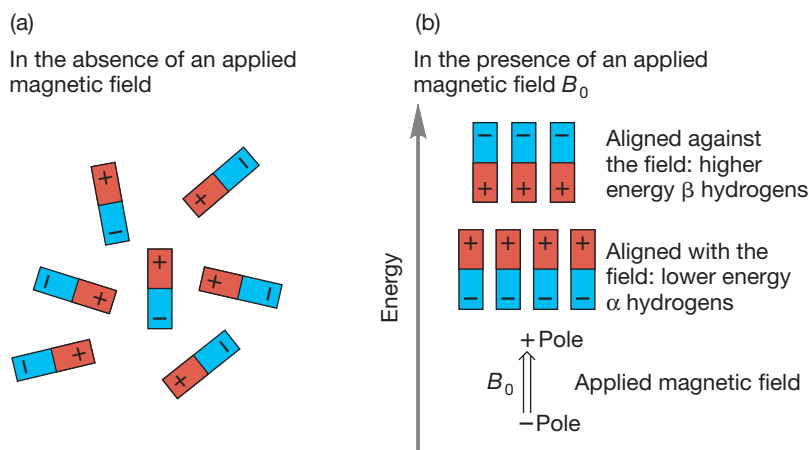 (a)
In the absence of an applied
magnetic field
+
−
+
−
+
−
−
+
+
−
−
+
+
−
(b)
In the presence of an applied
magnetic field B₀
Energy
− − −
+ + +
Aligned against
the field: higher
energy β hydrogens
+ + + +
− − − −
Aligned with the
field: lower energy
α hydrogens
+ Pole
B₀
Applied magnetic field
− Pole